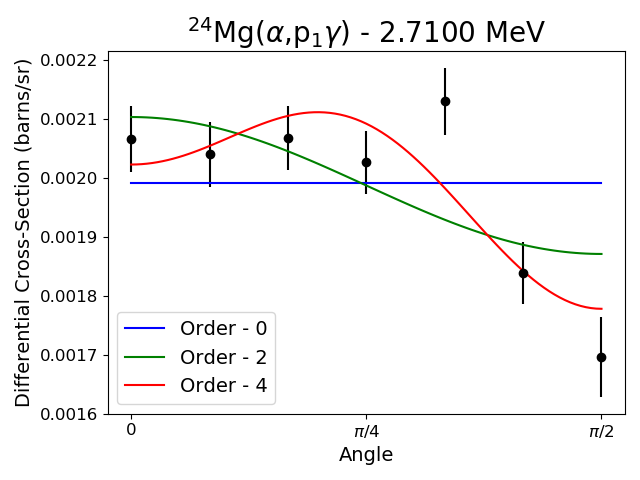 ²⁴Mg(α,p₁γ) - 2.7100 MeV
Differential Cross-Section (barns/sr)
0.0022
0.0021
0.0020
0.0019
0.0018
0.0017
0.0016
Order - 0
Order - 2
Order - 4
0 π/4 π/2
Angle